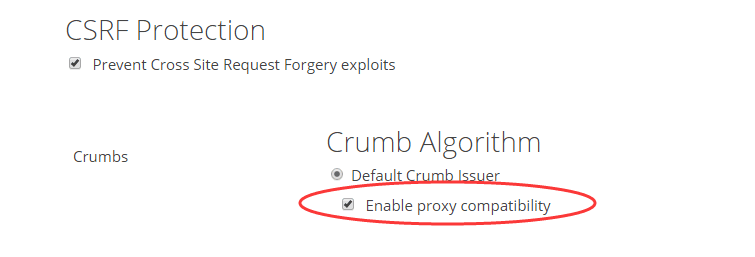 CSRF Protection
Prevent Cross Site Request Forgery exploits
Crumbs
Crumb Algorithm
Default Crumb Issuer
Enable proxy compatibility